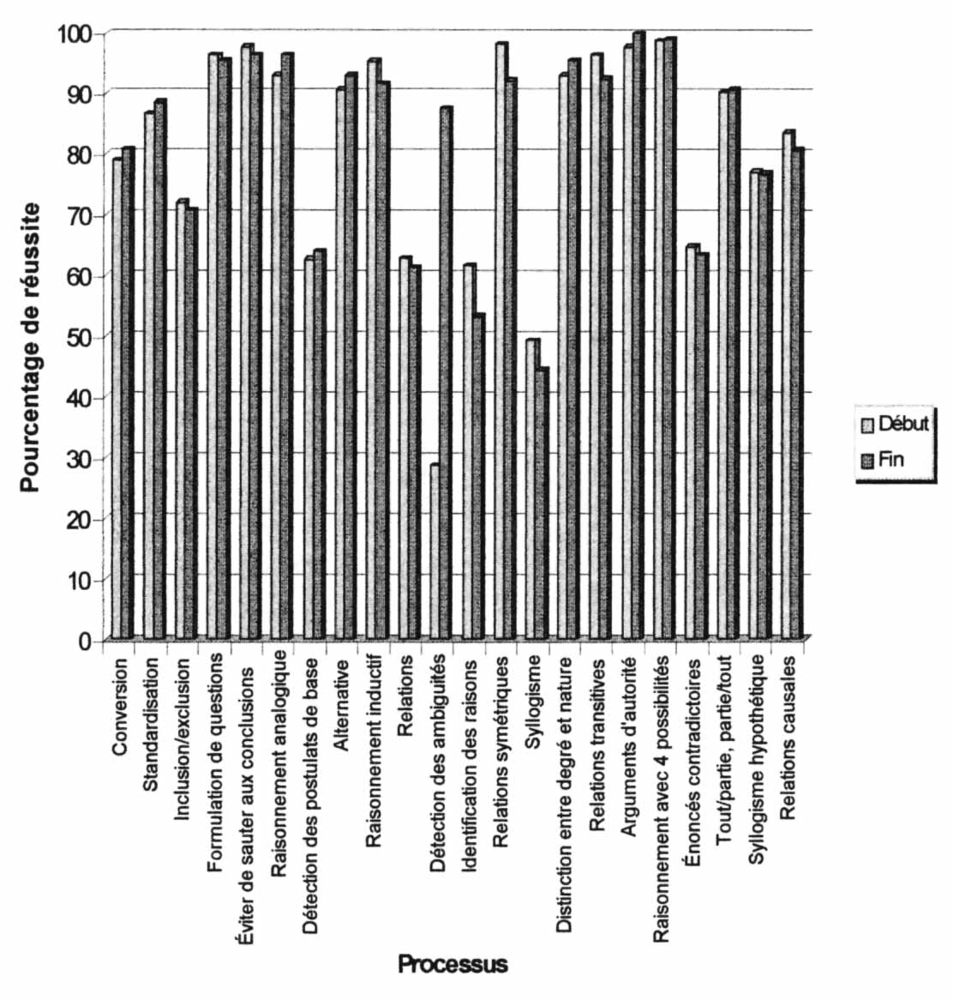 100
90
80
70
60
50
40
30
20
10
0
Pourcentage de réussite
Conversion
Standardisation
Inclusion/exclusion
Formulation de questions
Éviter de sauter aux conclusions
Raisonnement analogique
Détection des postulats de base
Alternative
Raisonnement inductif
Relations
Détection des ambiguités
Identification des raisons
Relations symétriques
Syllogisme
Distinction entre degré et nature
Relations transitives
Arguments d'autorité
Raisonnement avec 4 possibilités
Énoncés contradictoires
Tout/partie, partie/tout
Syllogisme hypothétique
Relations causales
Processus
Début
Fin